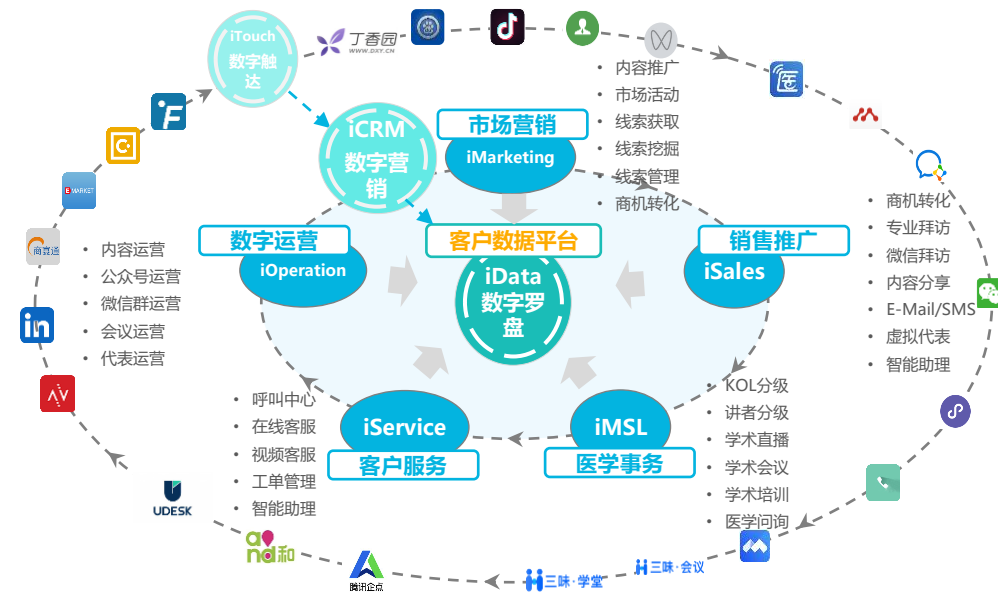 iTouch
数字触
达
丁香园
WWW.DXY.CN
iCRM
数字营
销
市场营销
iMarketing
• 内容推广
• 市场活动
• 线索获取
• 线索挖掘
• 线索管理
• 商机转化
数字运营
iOperation
客户数据平台
iData
数字罗
盘
销售推广
iSales
• 商机转化
• 专业拜访
• 微信拜访
• 内容分享
• E-Mail/SMS
• 虚拟代表
• 智能助理
E-MARKET
商赢通
in
• 内容运营
• 公众号运营
• 微信群运营
• 会议运营
• 代表运营
• 呼叫中心
• 在线客服
• 视频客服
• 工单管理
• 智能助理
iService
客户服务
iMSL
医学事务
• KOL分级
• 讲者分级
• 学术直播
• 学术会议
• 学术培训
• 医学问询
UDESK
and和
腾讯企点
三味·学堂
三味·会议
医
iF